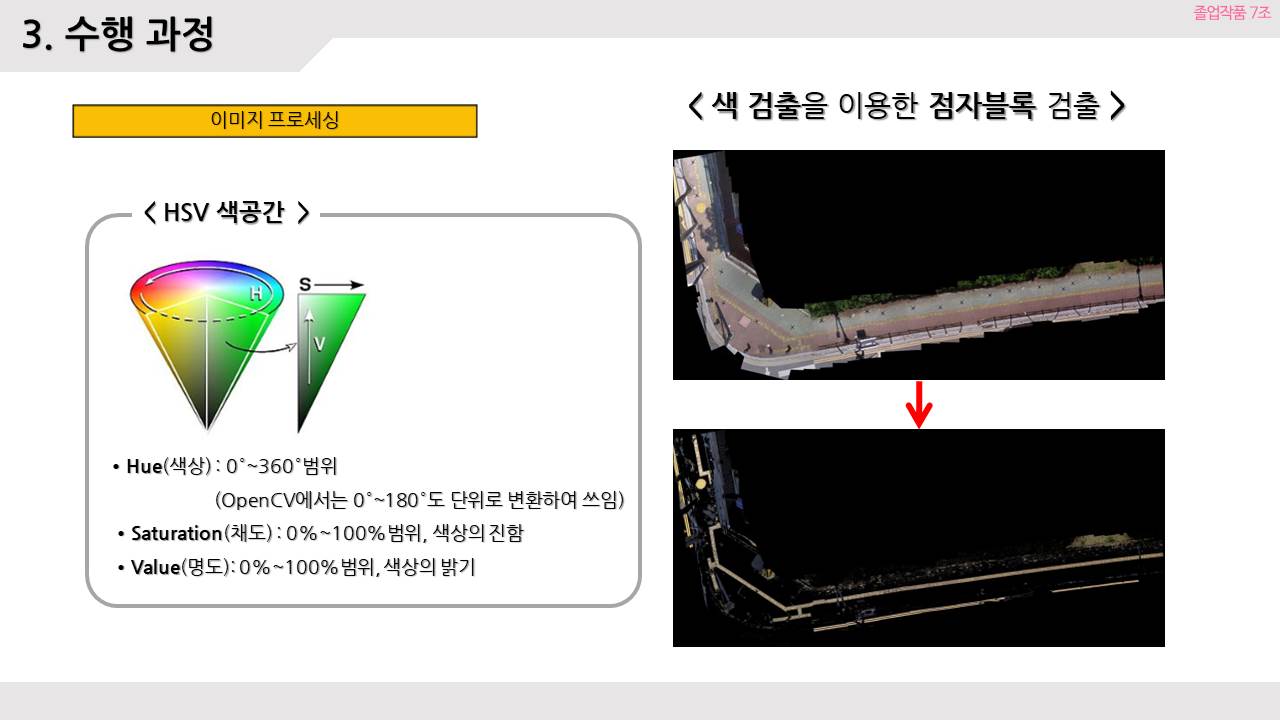 3. 수행 과정
졸업작품 7조
이미지 프로세싱
< HSV 색공간 >
H
S
V
• Hue(색상) : 0˚~360˚범위
(OpenCV에서는 0˚~180˚도 단위로 변환하여 쓰임)
• Saturation(채도) : 0%~100%범위, 색상의 진함
• Value(명도): 0%~100%범위, 색상의 밝기
< 색 검출을 이용한 점자블록 검출 >